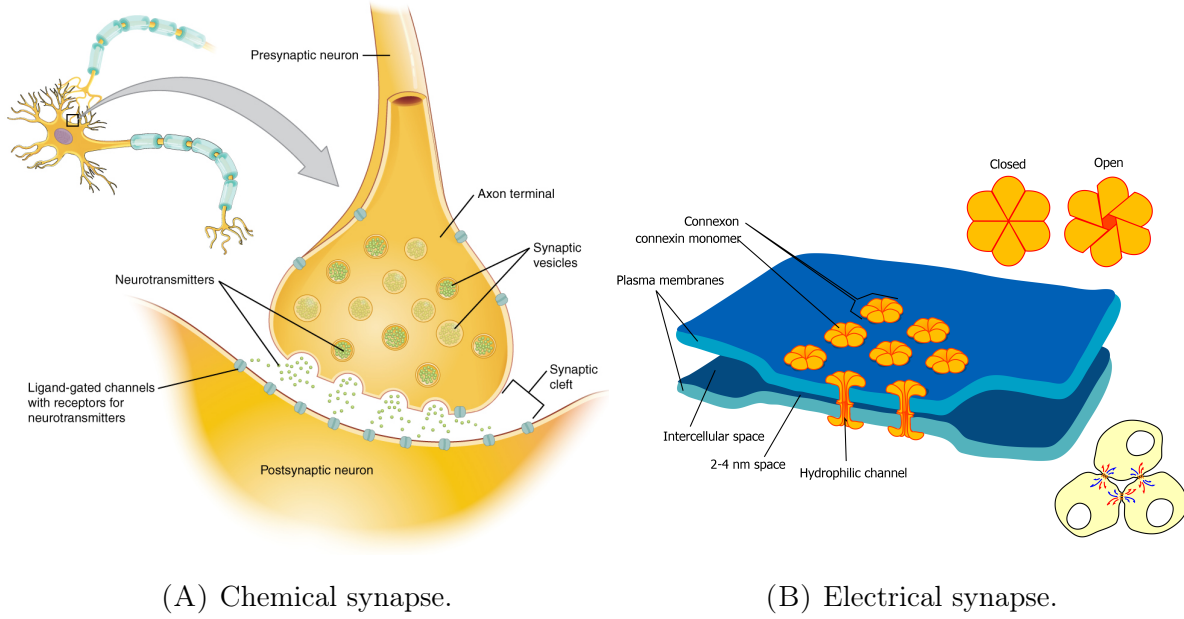 Presynaptic neuron
Axon terminal
Synaptic
vesicles
Neurotransmitters
Synaptic
cleft
Ligand-gated channels
with receptors for
neurotransmitters
Postsynaptic neuron
(A) Chemical synapse.
Closed
Open
Connexon
connexin monomer
Plasma membranes
Intercellular space
2-4 nm space
Hydrophilic channel
(B) Electrical synapse.